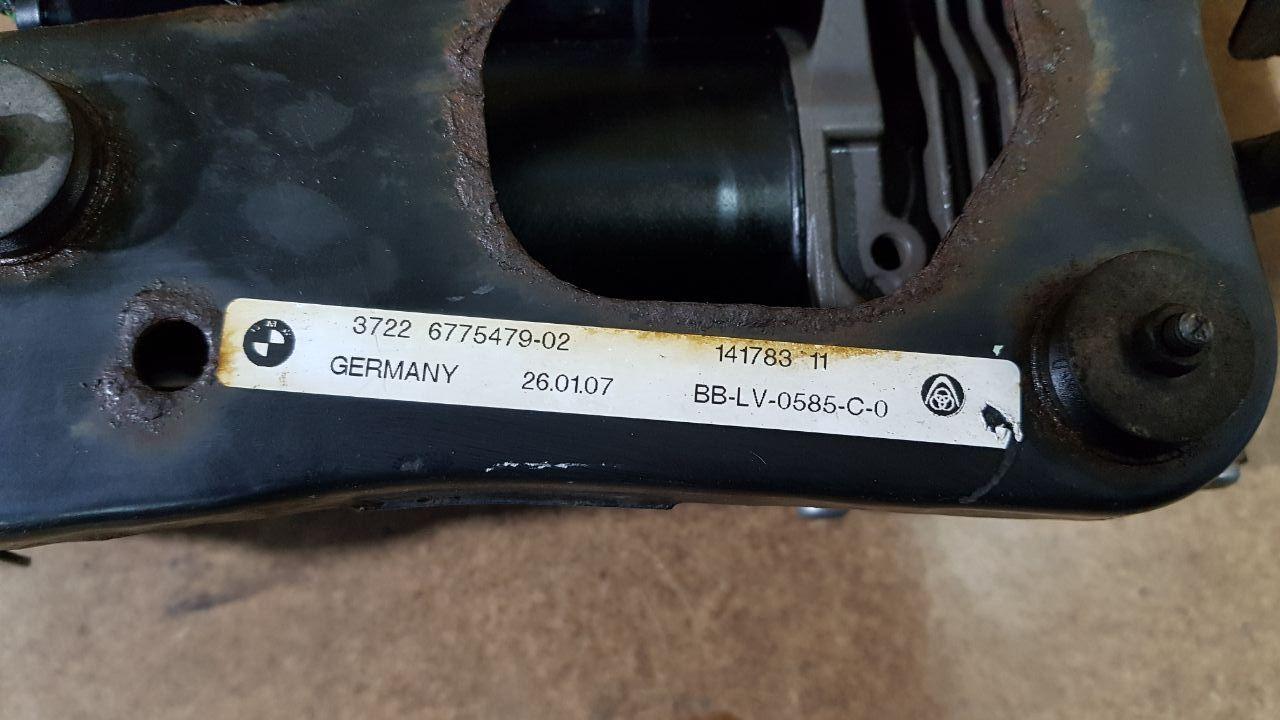 3722 6775479-02 141783 11
GERMANY 26.01.07 BB-LV-0585-C-0